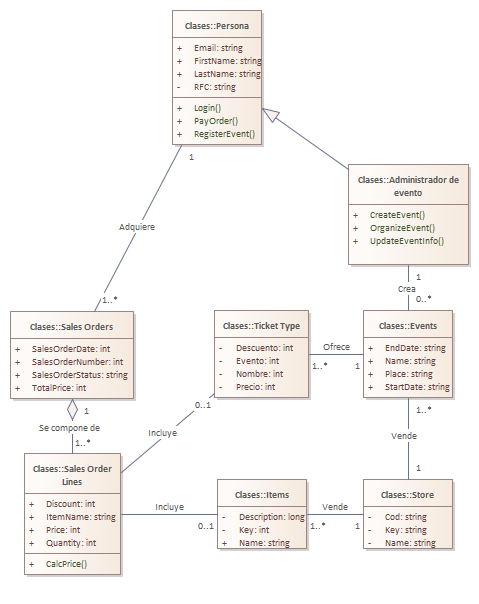 Clases::Persona
+ Email: string
+ FirstName: string
+ LastName: string
- RFC: string
+ Login()
+ PayOrder()
+ RegisterEvent()
1
Clases::Administrador de
evento
+ CreateEvent()
+ OrganizeEvent()
+ UpdateEventInfo()
Adquiere
1
Crea
0..*
1..*
Clases::Sales Orders
+ SalesOrderDate: int
+ SalesOrderNumber: int
+ SalesOrderStatus: string
+ TotalPrice: int
Clases::Ticket Type
- Descuento: int
- Evento: int
- Nombre: int
- Precio: int
Ofrece
1..*
1
Clases::Events
+ EndDate: string
+ Name: string
+ Place: string
+ StartDate: string
1
Se compone de
1..*
0..1
Incluye
1..*
Vende
1
Clases::Sales Order
Lines
+ Discount: int
+ ItemName: string
+ Price: int
+ Quantity: int
+ CalcPrice()
Incluye
0..1
Clases::Items
- Description: long
- Key: int
+ Name: string
Vende
1..*
1
Clases::Store
- Cod: string
- Key: string
- Name: string